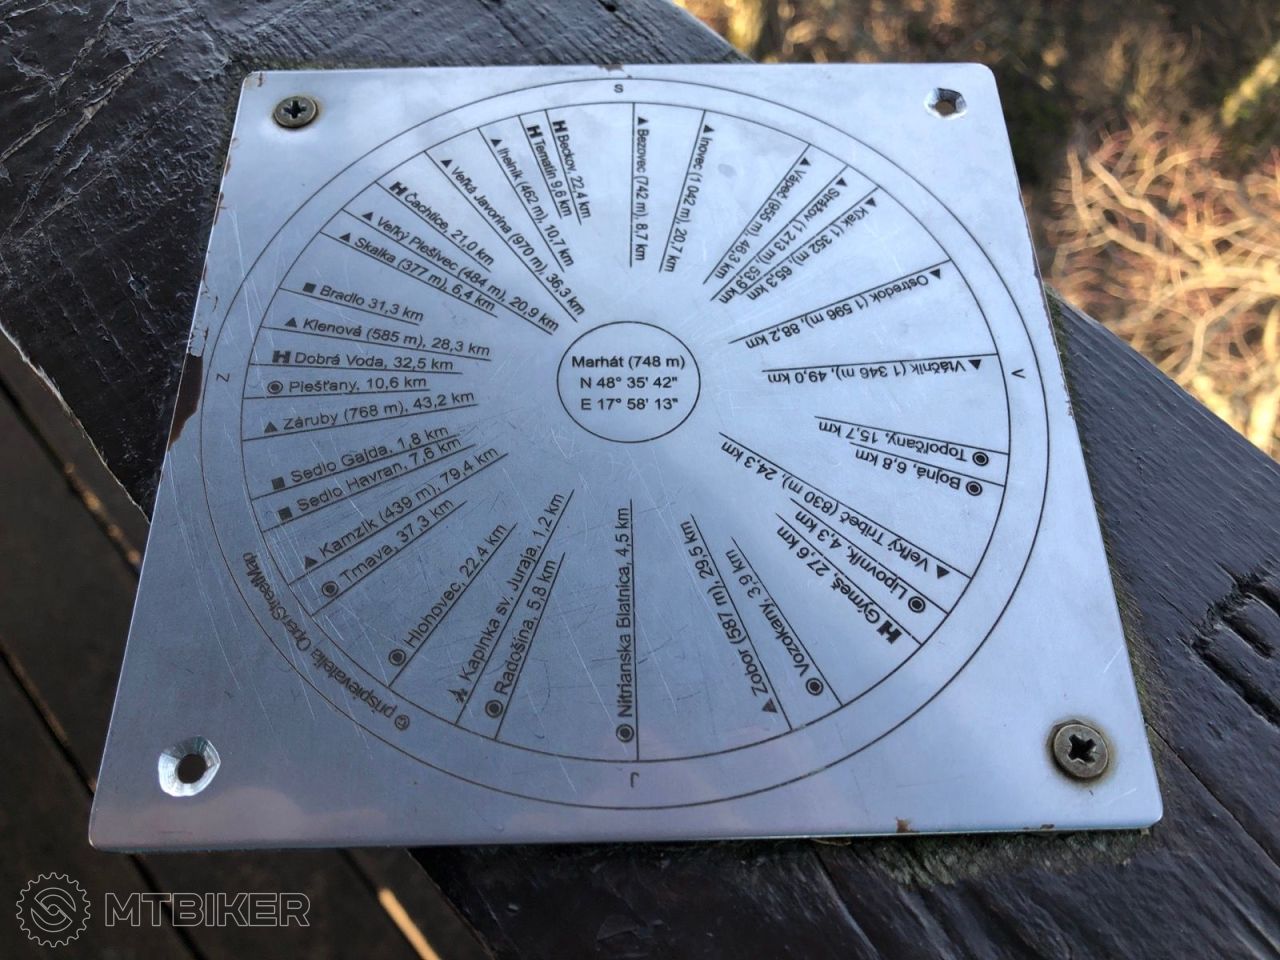 S
Bezovec (742 m), 8,7 km
Inovec (1 042 m), 20,7 km
Vápeč (955 m), 46,3 km
Strážov (1 213 m), 53,9 km
Kľak (1 352 m), 65,3 km
Ostredok (1 596 m), 88,2 km
Vtáčnik (1 346 m), 49,0 km
V
Topoľčany, 15,7 km
Bojná, 6,8 km
Veľký Tribeč (830 m), 24,3 km
Lipovník, 4,3 km
H Gýmeš, 27,6 km
Vozokany, 3,9 km
Zobor (587 m), 29,5 km
J
Nitrianska Blatnica, 4,5 km
Radošina, 5,8 km
Kaplnka sv. Juraja, 1,2 km
Hlohovec, 22,4 km
Trnava, 37,3 km
Kamzík (439 m), 79,4 km
Sedlo Havran, 7,6 km
Sedlo Gajda, 1,8 km
Záruby (768 m), 43,2 km
Piešťany, 10,6 km
H Dobrá Voda, 32,5 km
Klenová (585 m), 28,3 km
Bradlo 31,3 km
Z
Skalka (377 m), 6,4 km
Veľký Plešivec (484 m), 20,9 km
H Čachtice, 21,0 km
Veľká Javorina (970 m), 36,3 km
Ihelník (462 m), 10,7 km
H Tematín 9,6 km
H Beckov, 22,4 km
Marhát (748 m)
N 48° 35' 42"
E 17° 58' 13"
© prispievatelia OpenStreetMap
MTBIKER